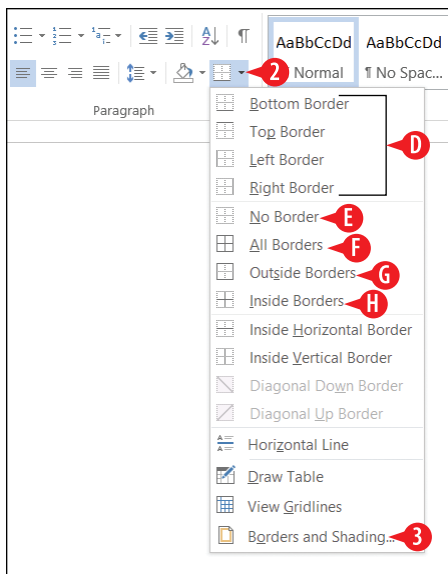 AaBbCcDd AaBbCcDd
Normal ¶ No Spac...
2
Paragraph
Bottom Border
Top Border
D
Left Border
Right Border
No Border E
All Borders F
Outside Borders G
Inside Borders H
Inside Horizontal Border
Inside Vertical Border
Diagonal Down Border
Diagonal Up Border
Horizontal Line
Draw Table
View Gridlines
Borders and Shading... 3